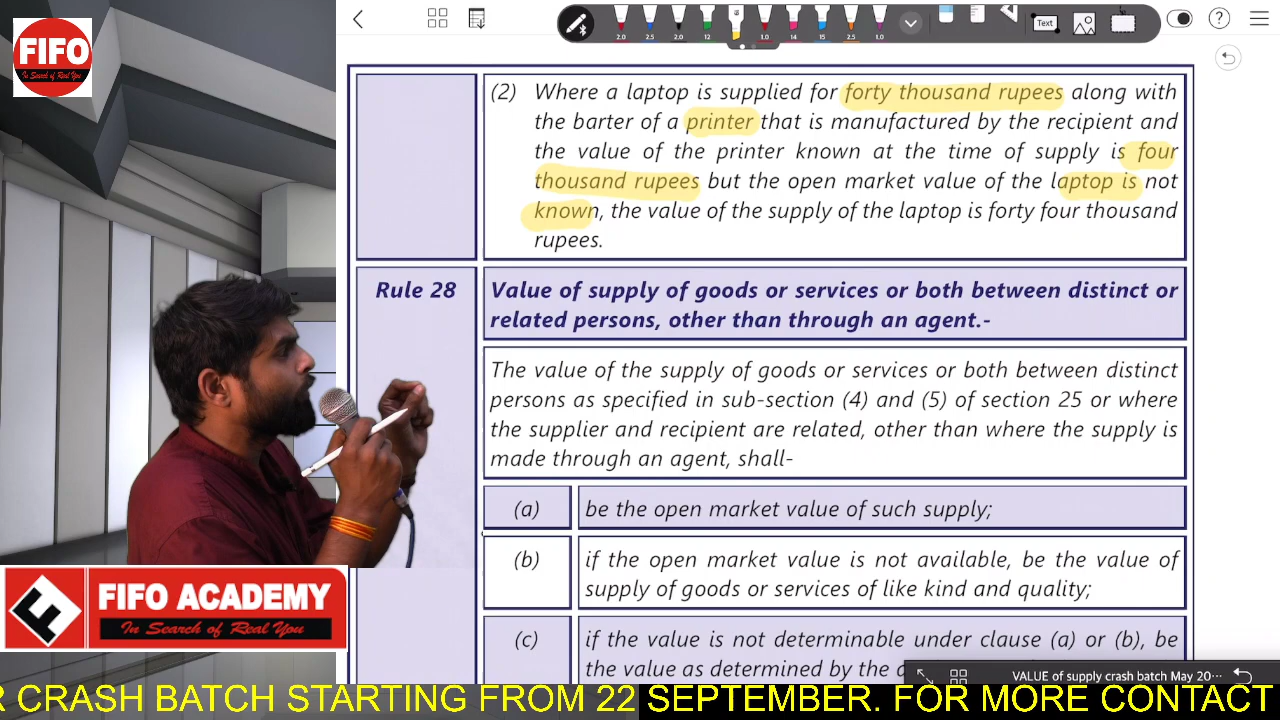 FIFO
In Search of Real You
2.0 2.5 2.0 12 1.0 14 15 2.5 1.0
Text
(2) Where a laptop is supplied for forty thousand rupees along with
the barter of a printer that is manufactured by the recipient and
the value of the printer known at the time of supply is four
thousand rupees but the open market value of the laptop is not
known, the value of the supply of the laptop is forty four thousand
rupees.
Rule 28
Value of supply of goods or services or both between distinct or
related persons, other than through an agent.-
The value of the supply of goods or services or both between distinct
persons as specified in sub-section (4) and (5) of section 25 or where
the supplier and recipient are related, other than where the supply is
made through an agent, shall-
(a) be the open market value of such supply;
(b) if the open market value is not available, be the value of
supply of goods or services of like kind and quality;
(c) if the value is not determinable under clause (a) or (b), be
the value as determined by the
VALUE of supply crash batch May 20...
FIFO ACADEMY
In Search of Real You
R CRASH BATCH STARTING FROM 22 SEPTEMBER. FOR MORE CONTACT